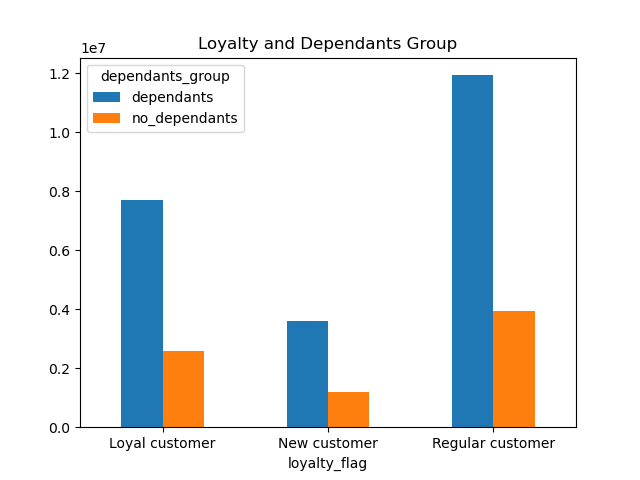 Loyalty and Dependants Group
1e7
1.2
1.0
0.8
0.6
0.4
0.2
0.0
dependants_group
dependants
no_dependants
Loyal customer
New customer
Regular customer
loyalty_flag